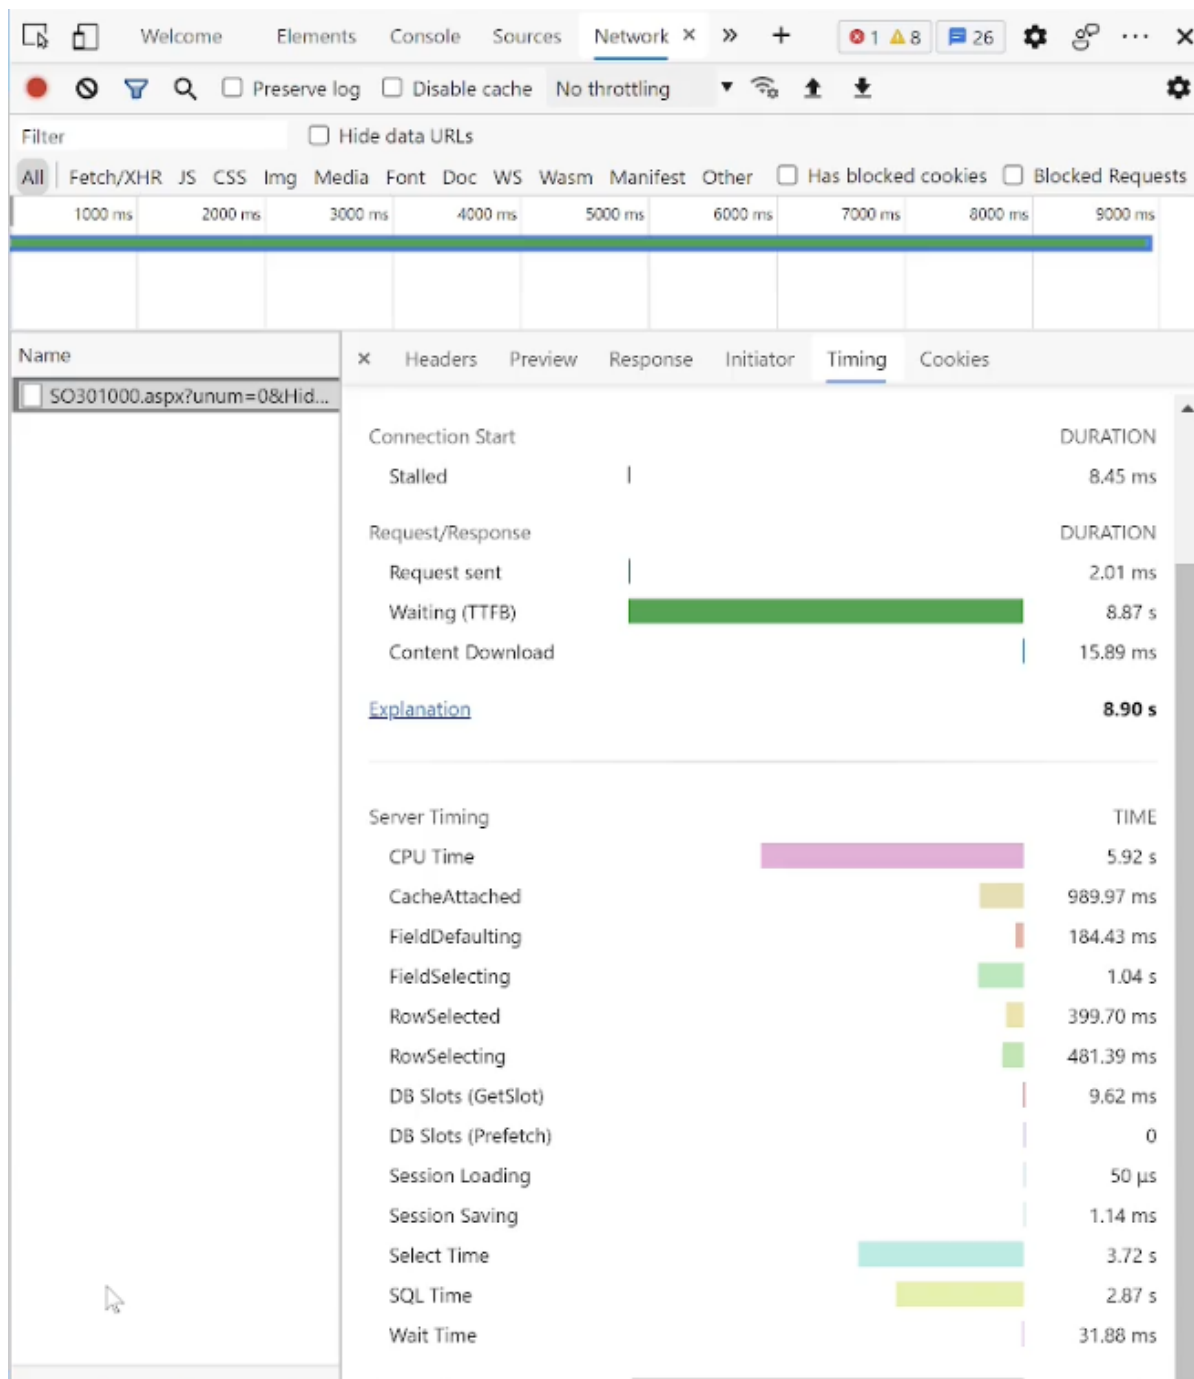 Welcome Elements Console Sources Network × » + 1 8 26 ··· ×
Preserve log Disable cache No throttling
Filter Hide data URLs
All Fetch/XHR JS CSS Img Media Font Doc WS Wasm Manifest Other Has blocked cookies Blocked Requests
1000 ms 2000 ms 3000 ms 4000 ms 5000 ms 6000 ms 7000 ms 8000 ms 9000 ms
Name × Headers Preview Response Initiator Timing Cookies
SO301000.aspx?unum=0&Hid...
Connection Start DURATION
Stalled 8.45 ms
Request/Response DURATION
Request sent 2.01 ms
Waiting (TTFB) 8.87 s
Content Download 15.89 ms
Explanation 8.90 s
Server Timing TIME
CPU Time 5.92 s
CacheAttached 989.97 ms
FieldDefaulting 184.43 ms
FieldSelecting 1.04 s
RowSelected 399.70 ms
RowSelecting 481.39 ms
DB Slots (GetSlot) 9.62 ms
DB Slots (Prefetch) 0
Session Loading 50 μs
Session Saving 1.14 ms
Select Time 3.72 s
SQL Time 2.87 s
Wait Time 31.88 ms